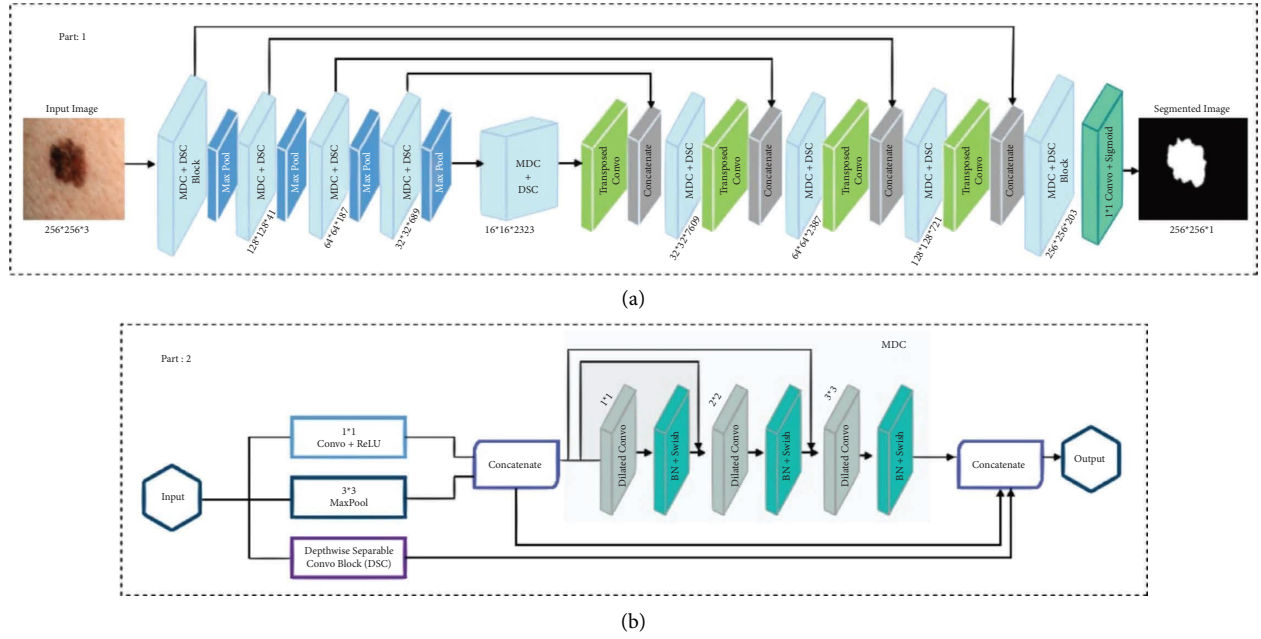 Part: 1
Input Image
256*256*3
MDC + DSC
Block
Max Pool
MDC + DSC
128*128*41
Max Pool
MDC + DSC
64*64*187
Max Pool
MDC + DSC
32*32*689
Max Pool
MDC
+
DSC
16*16*2323
Transposed
Convo
Concatenate
MDC + DSC
32*32*7609
Transposed
Convo
Concatenate
MDC + DSC
64*64*2387
Transposed
Convo
Concatenate
MDC + DSC
128*128*721
Transposed
Convo
Concatenate
MDC + DSC
Block
256*256*203
1*1 Convo + Sigmoid
Segmented Image
256*256*1
(a)
Part : 2
MDC
Input
1*1
Convo + ReLU
3*3
MaxPool
Depthwise Separable
Convo Block (DSC)
Concatenate
1*1
Dilated Convo
BN + Swish
2*2
Dilated Convo
BN + Swish
3*3
Dilated Convo
BN + Swish
Concatenate
Output
(b)